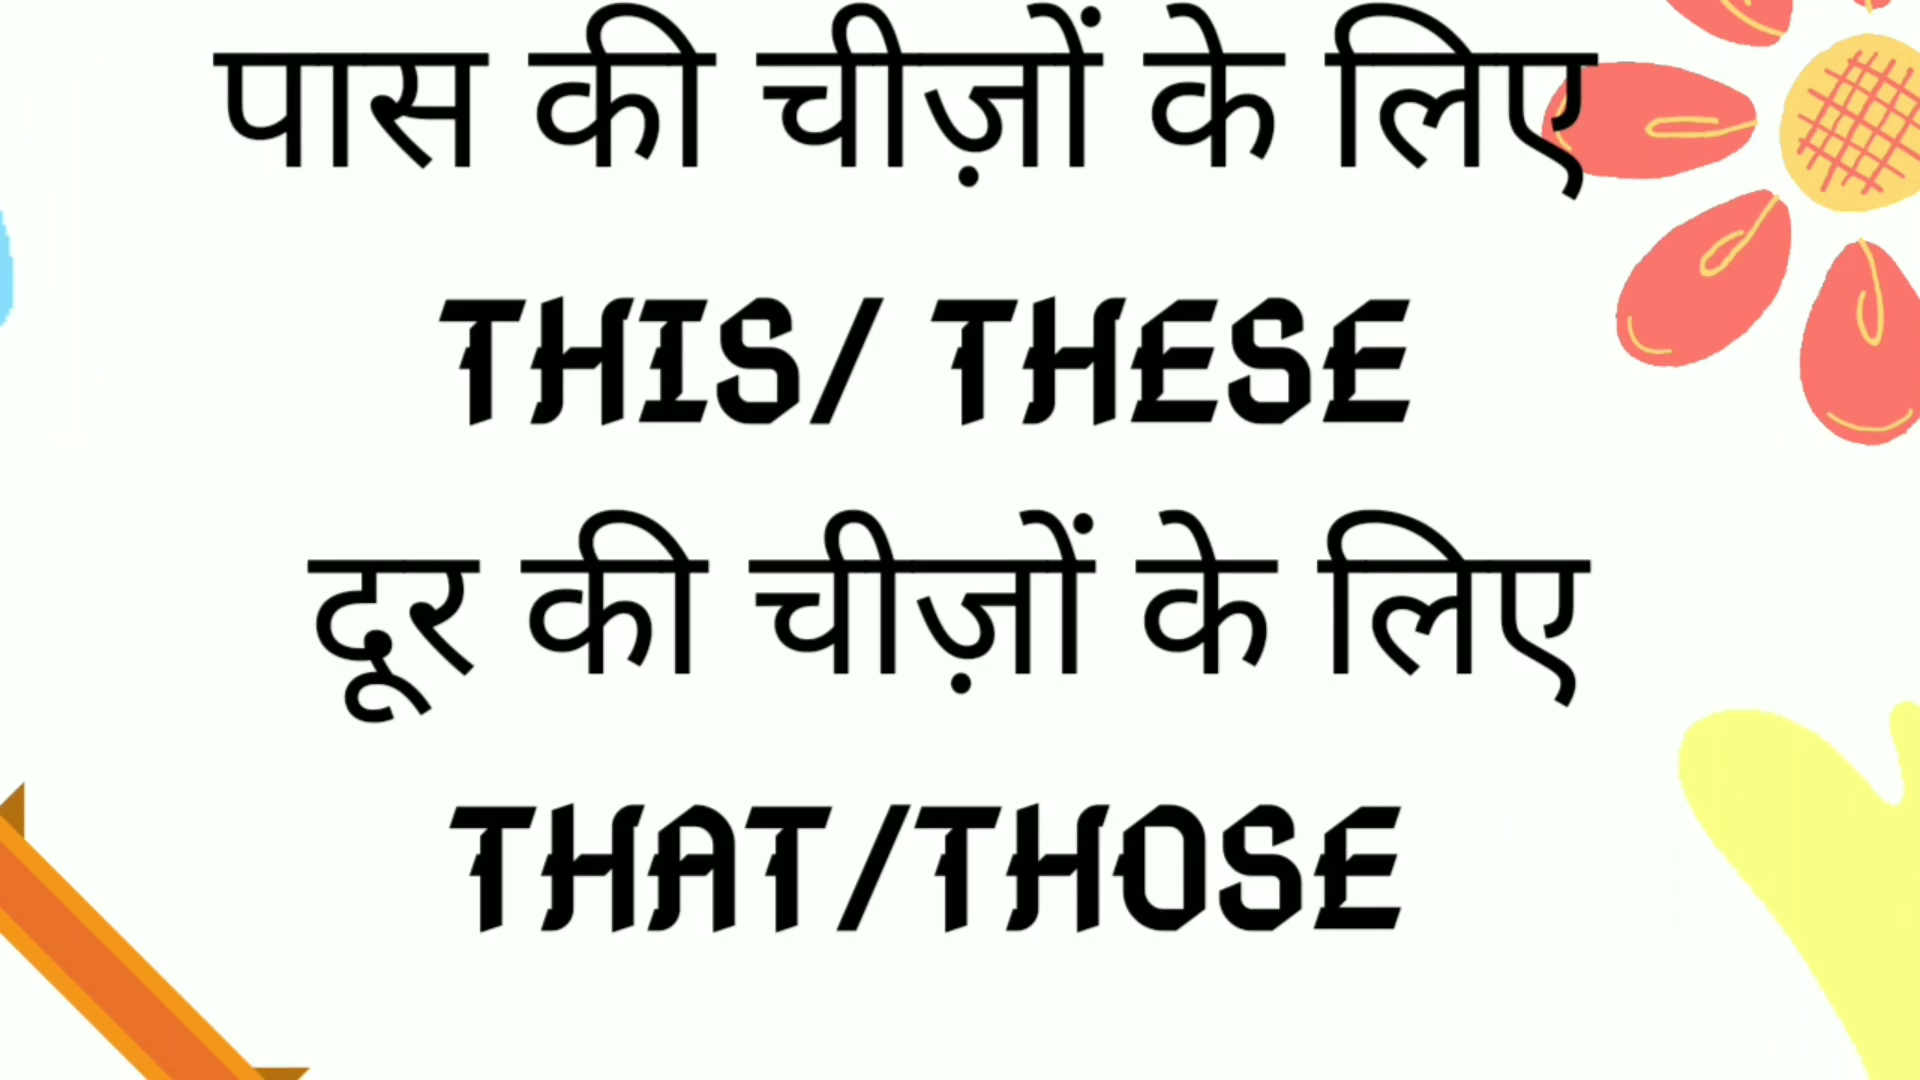 पास की चीज़ों के लिए
THIS/ THESE
दूर की चीज़ों के लिए
THAT/THOSE